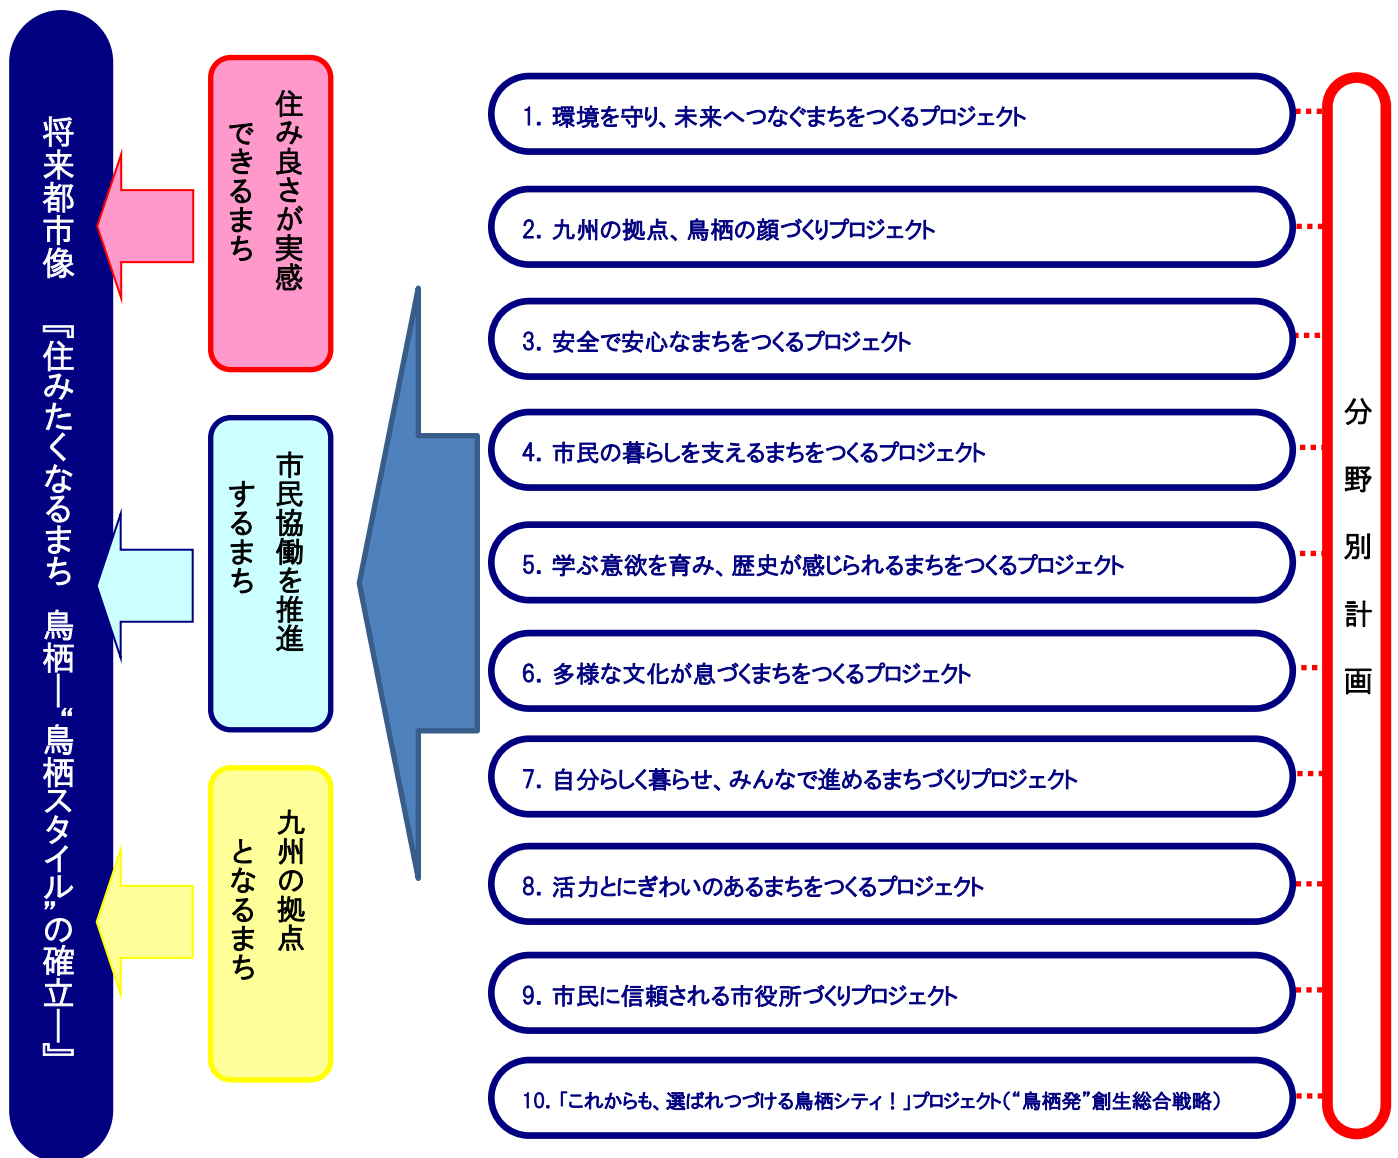 将来都市像　『住みたくなるまち 鳥栖―“鳥栖スタイル”の確立―』
住み良さが実感
できるまち
市民協働を推進
するまち
九州の拠点
となるまち
1．環境を守り、未来へつなぐまちをつくるプロジェクト
2．九州の拠点、鳥栖の顔づくりプロジェクト
3．安全で安心なまちをつくるプロジェクト
4．市民の暮らしを支えるまちをつくるプロジェクト
5．学ぶ意欲を育み、歴史が感じられるまちをつくるプロジェクト
6．多様な文化が息づくまちをつくるプロジェクト
7．自分らしく暮らせ、みんなで進めるまちづくりプロジェクト
8．活力とにぎわいのあるまちをつくるプロジェクト
9．市民に信頼される市役所づくりプロジェクト
10．「これからも、選ばれつづける鳥栖シティ！」プロジェクト（“鳥栖発”創生総合戦略）
分野別計画